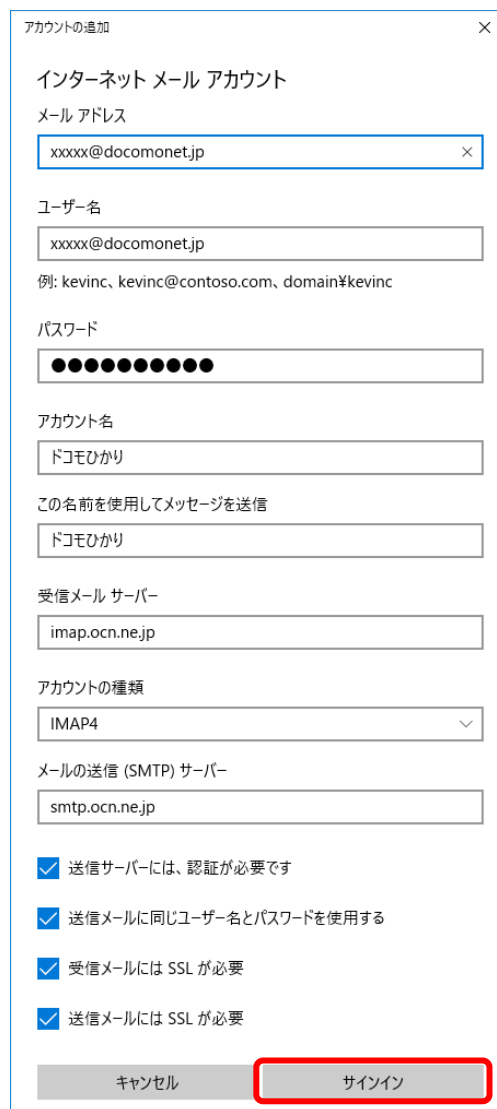 アカウントの追加
インターネット メール アカウント
メール アドレス
xxxxx@docomonet.jp
ユーザー名
xxxxx@docomonet.jp
例: kevinc、kevinc@contoso.com、domain¥kevinc
パスワード
●●●●●●●●●●
アカウント名
ドコモひかり
この名前を使用してメッセージを送信
ドコモひかり
受信メール サーバー
imap.ocn.ne.jp
アカウントの種類
IMAP4
メールの送信 (SMTP) サーバー
smtp.ocn.ne.jp
送信サーバーには、認証が必要です
送信メールに同じユーザー名とパスワードを使用する
受信メールには SSL が必要
送信メールには SSL が必要
キャンセル サインイン